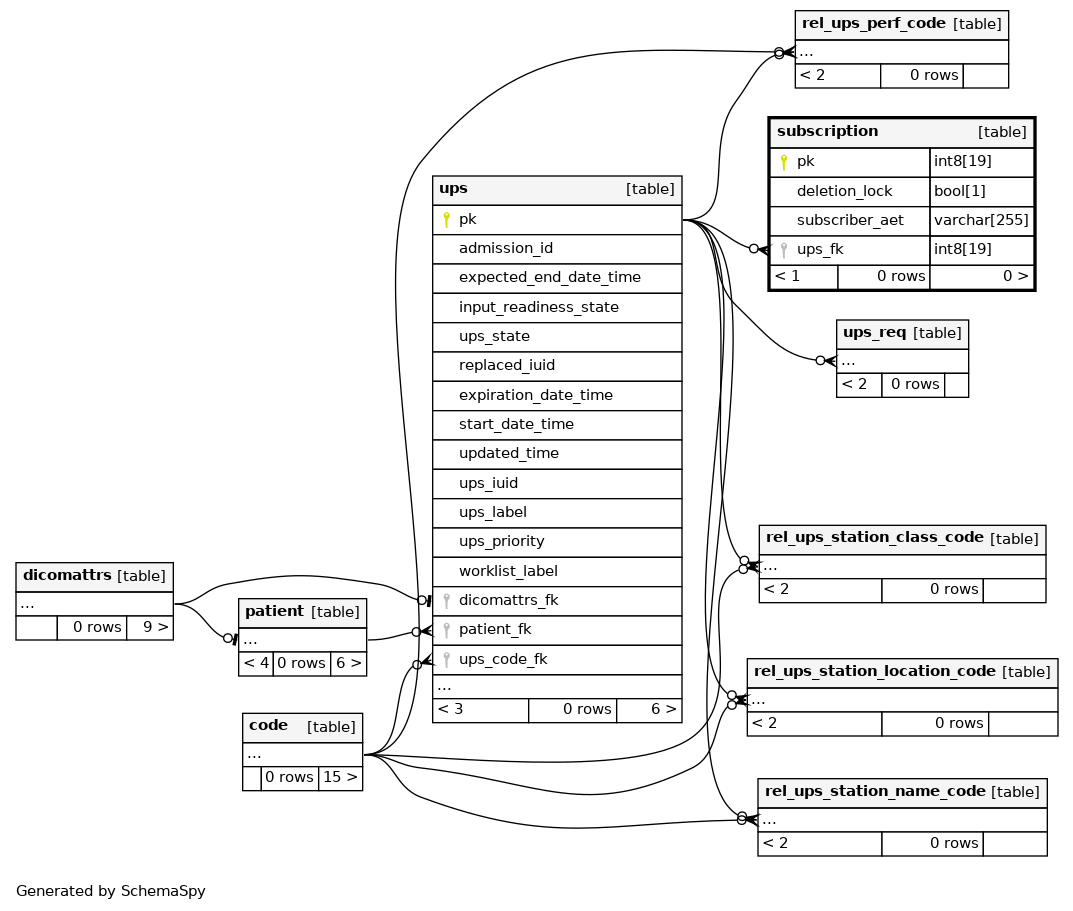 rel_ups_perf_code [table]
...
< 2 0 rows
subscription [table]
pk int8[19]
deletion_lock bool[1]
subscriber_aet varchar[255]
ups_fk int8[19]
< 1 0 rows 0 >
ups [table]
pk
admission_id
expected_end_date_time
input_readiness_state
ups_state
replaced_iuid
expiration_date_time
start_date_time
updated_time
ups_iuid
ups_label
ups_priority
worklist_label
dicomattrs_fk
patient_fk
ups_code_fk
...
< 3 0 rows 6 >
ups_req [table]
...
< 2 0 rows
rel_ups_station_class_code [table]
...
< 2 0 rows
dicomattrs [table]
...
0 rows 9 >
patient [table]
...
< 4 0 rows 6 >
rel_ups_station_location_code [table]
...
< 2 0 rows
code [table]
...
0 rows 15 >
rel_ups_station_name_code [table]
...
< 2 0 rows
Generated by SchemaSpy